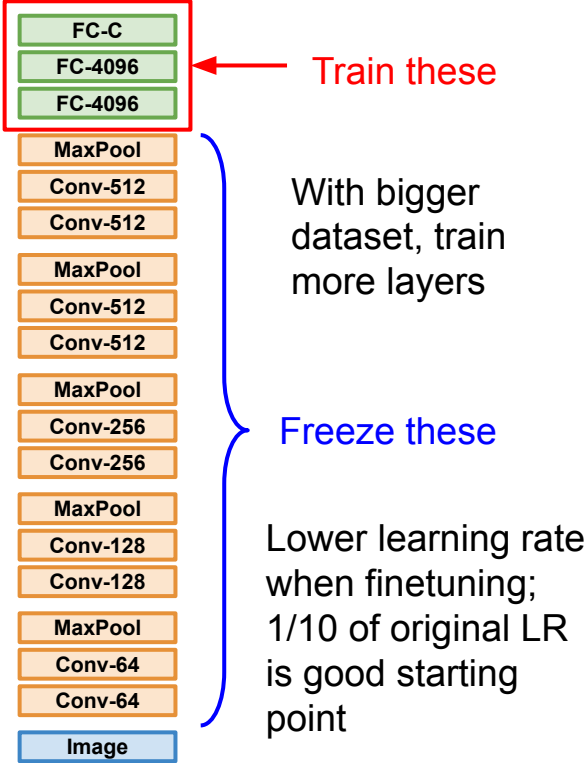 FC-C
FC-4096
FC-4096
Train these
MaxPool
Conv-512
Conv-512
With bigger
dataset, train
more layers
MaxPool
Conv-512
Conv-512
MaxPool
Conv-256
Conv-256
Freeze these
MaxPool
Conv-128
Conv-128
Lower learning rate
when finetuning;
1/10 of original LR
is good starting
point
MaxPool
Conv-64
Conv-64
Image